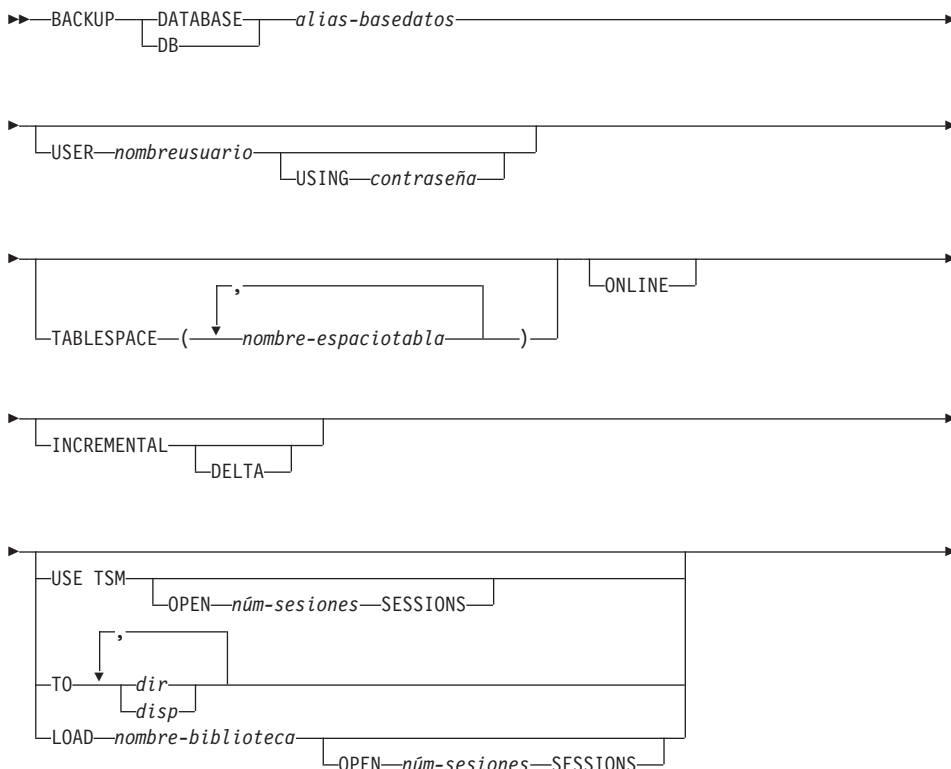 BACKUP DATABASE alias-basedatos
DB
USER nombreusuario
USING contraseña
,
ONLINE
TABLESPACE ( nombre-espaciotabla )
INCREMENTAL
DELTA
USE TSM
OPEN núm-sesiones SESSIONS
,
TO dir
disp
LOAD nombre-biblioteca
OPEN núm-sesiones SESSIONS